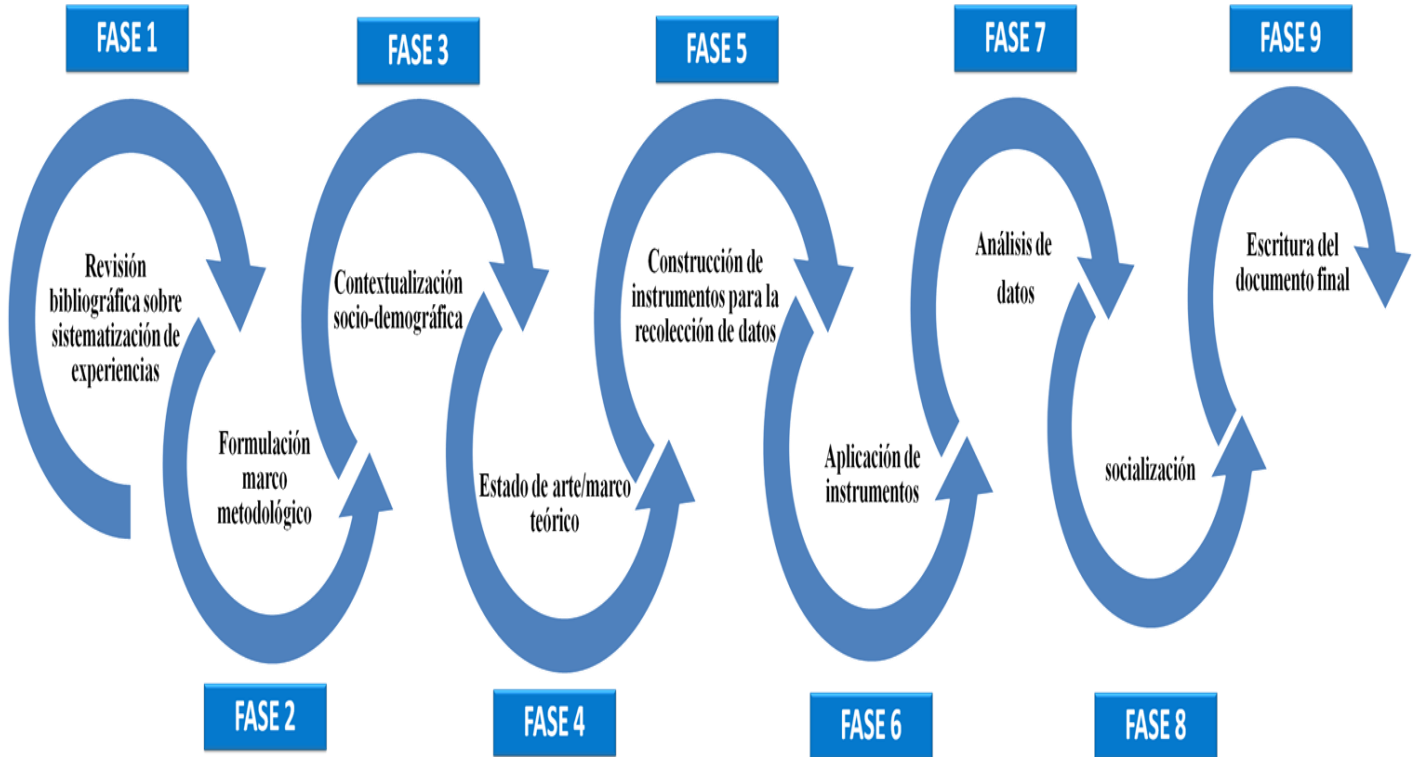 FASE 1
Revisión
bibliográfica sobre
sistematización de
experiencias
FASE 2
Formulación
marco
metodológico
FASE 3
Contextualización
socio-demográfica
FASE 4
Estado de arte/marco
teórico
FASE 5
Construcción de
instrumentos para la
recolección de datos
FASE 6
Aplicación de
instrumentos
FASE 7
Análisis de
datos
FASE 8
socialización
FASE 9
Escritura del
documento final